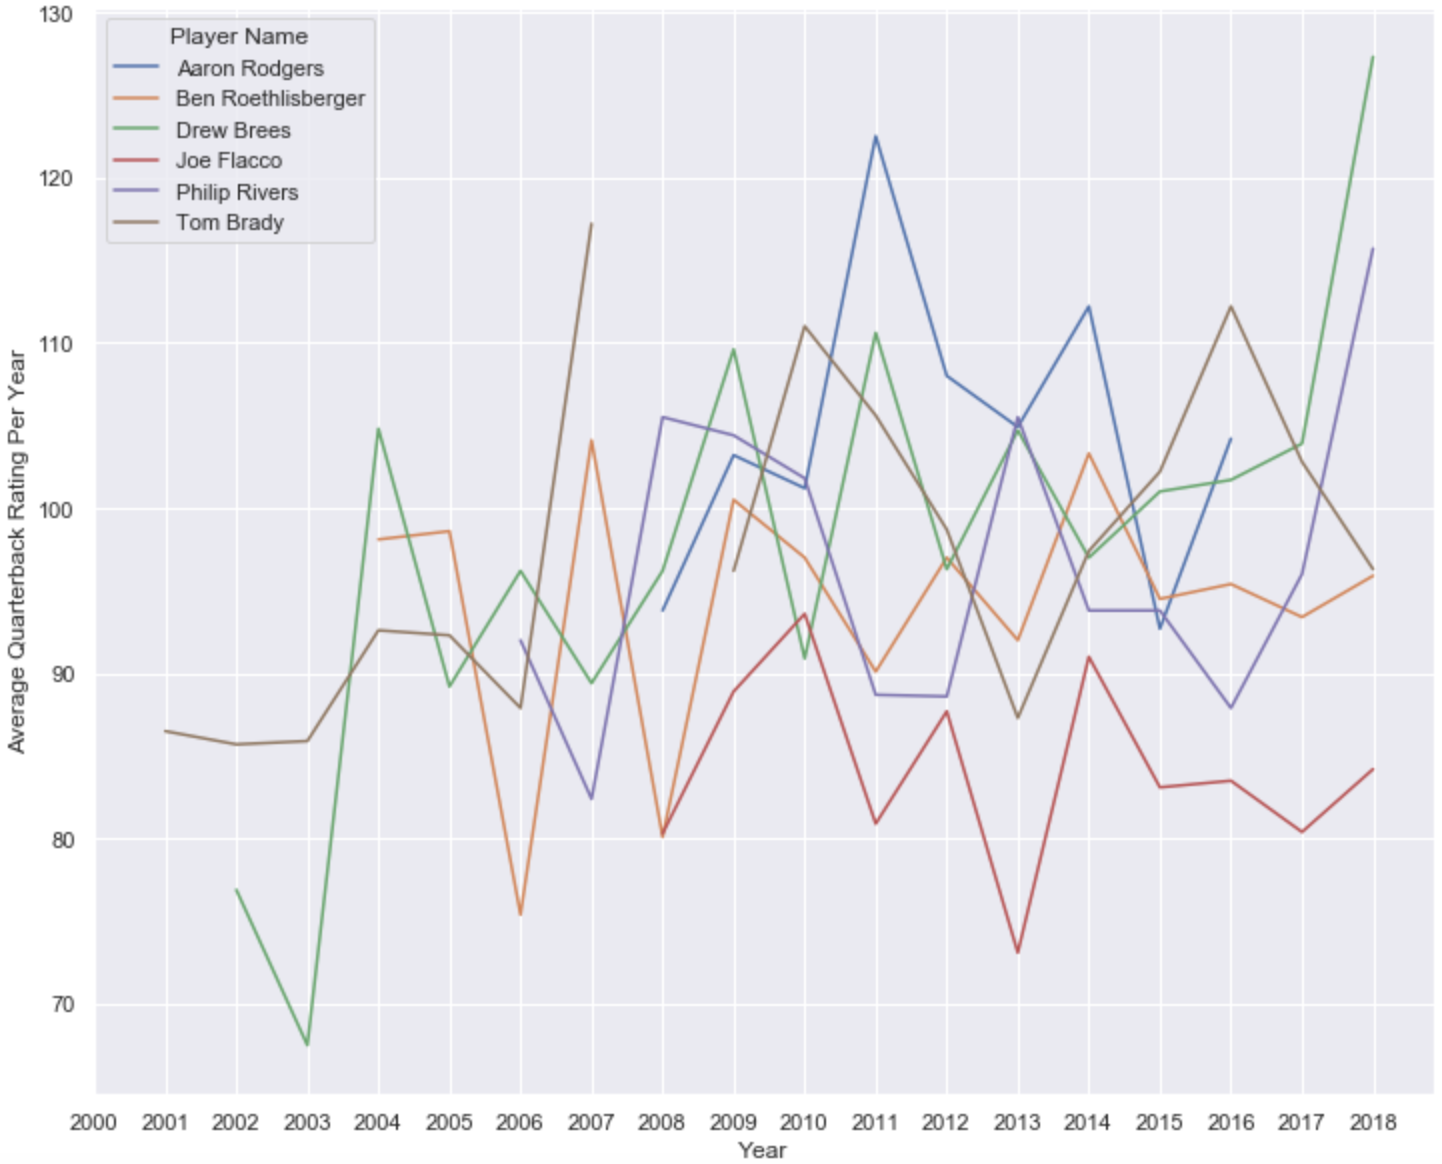 130
120
110
100
90
80
70
Average Quarterback Rating Per Year
Player Name
Aaron Rodgers
Ben Roethlisberger
Drew Brees
Joe Flacco
Philip Rivers
Tom Brady
2000 2001 2002 2003 2004 2005 2006 2007 2008 2009 2010 2011 2012 2013 2014 2015 2016 2017 2018
Year